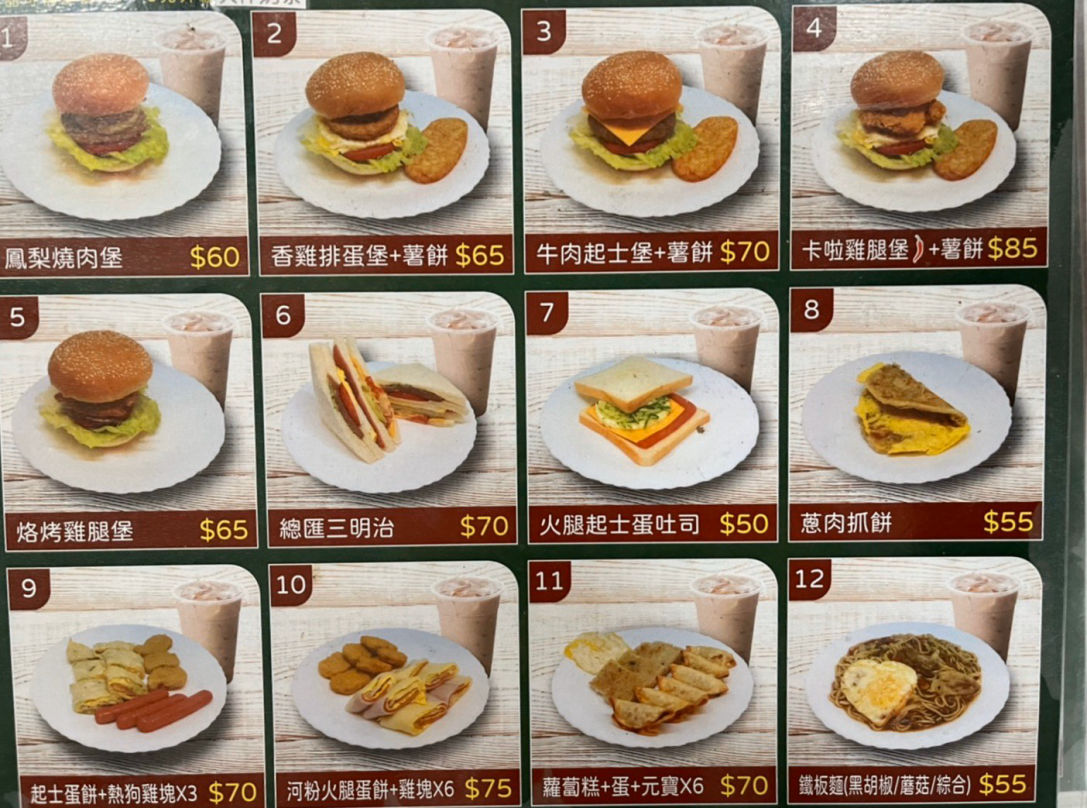 1
2
3
4
鳳梨燒肉堡 $60
香雞排蛋堡+薯餅 $65
牛肉起士堡+薯餅 $70
卡啦雞腿堡+薯餅 $85
5
6
7
8
烙烤雞腿堡 $65
總匯三明治 $70
火腿起士蛋吐司 $50
蔥肉抓餅 $55
9
10
11
12
起士蛋餅+熱狗雞塊X3 $70
河粉火腿蛋餅+雞塊X6 $75
蘿蔔糕+蛋+元寶X6 $70
鐵板麵(黑胡椒/蘑菇/綜合) $55